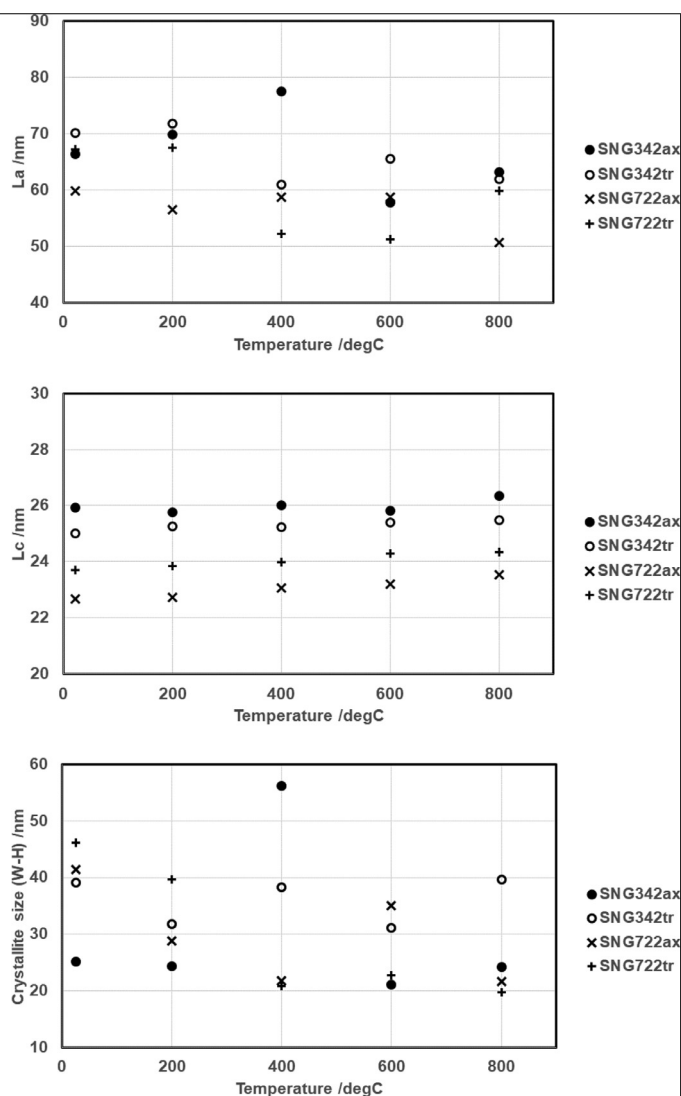 90
80
70
60
50
40
La /nm
0 200 400 600 800
Temperature /degC
SNG342ax
SNG342tr
SNG722ax
SNG722tr
30
28
26
24
22
20
Lc /nm
0 200 400 600 800
Temperature /degC
SNG342ax
SNG342tr
SNG722ax
SNG722tr
60
50
40
30
20
10
Crystallite size (W-H) /nm
0 200 400 600 800
Temperature /degC
SNG342ax
SNG342tr
SNG722ax
SNG722tr